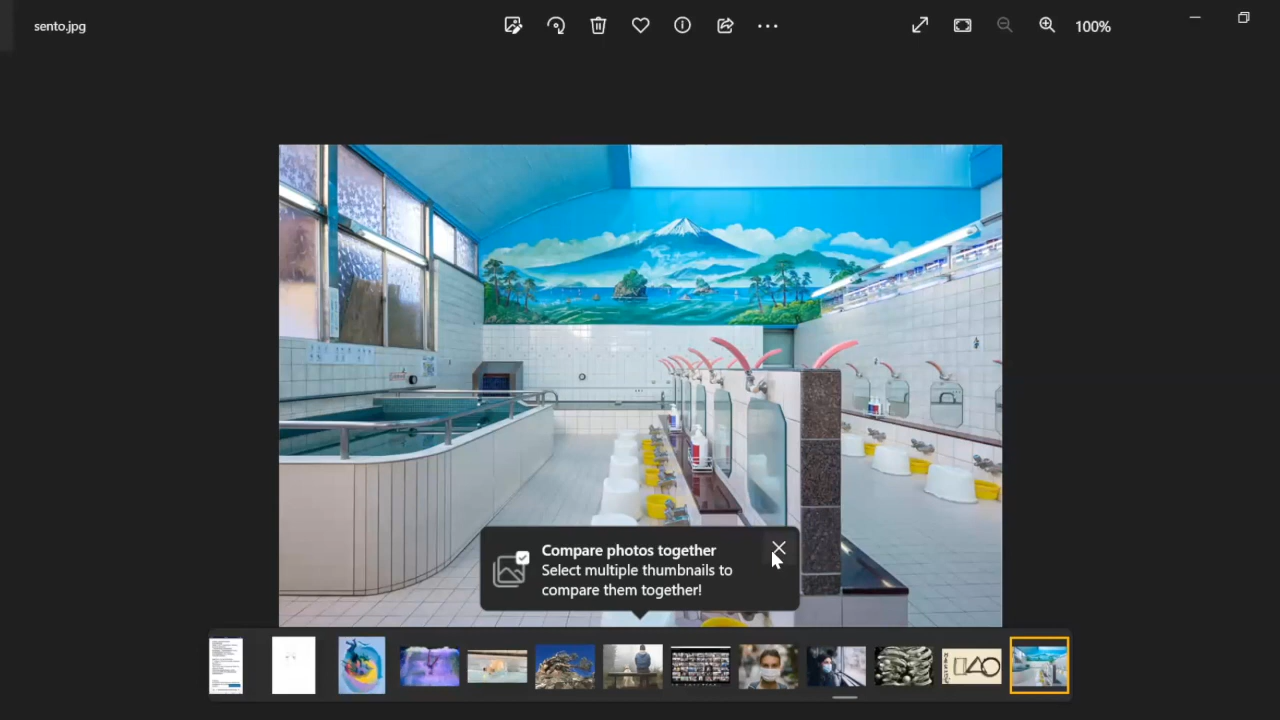 sento.jpg
100%
Compare photos together
Select multiple thumbnails to
compare them together!